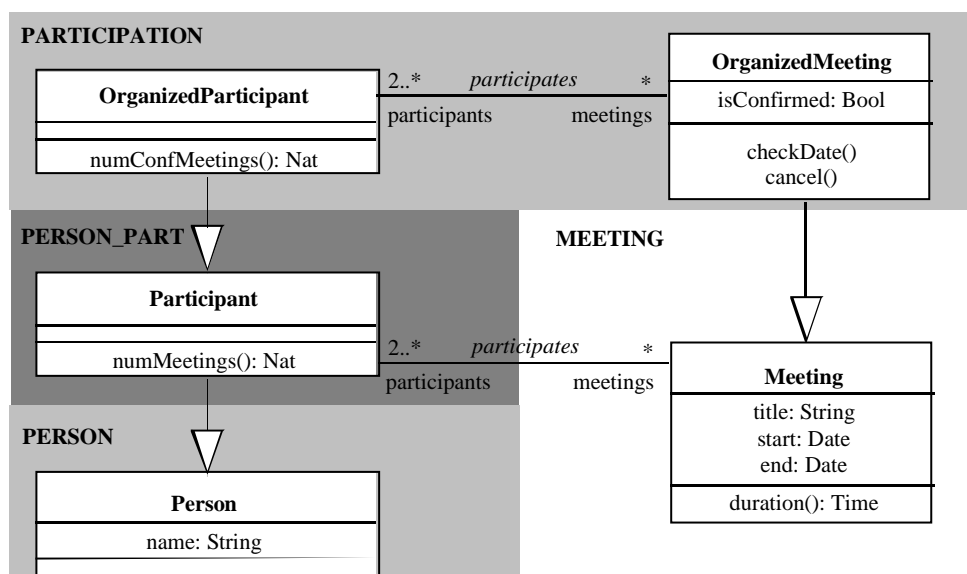 PARTICIPATION
OrganizedParticipant
numConfMeetings(): Nat
2..* participates *
participants meetings
OrganizedMeeting
isConfirmed: Bool
checkDate()
cancel()
PERSON_PART
MEETING
Participant
numMeetings(): Nat
2..* participates *
participants meetings
Meeting
title: String
start: Date
end: Date
duration(): Time
PERSON
Person
name: String